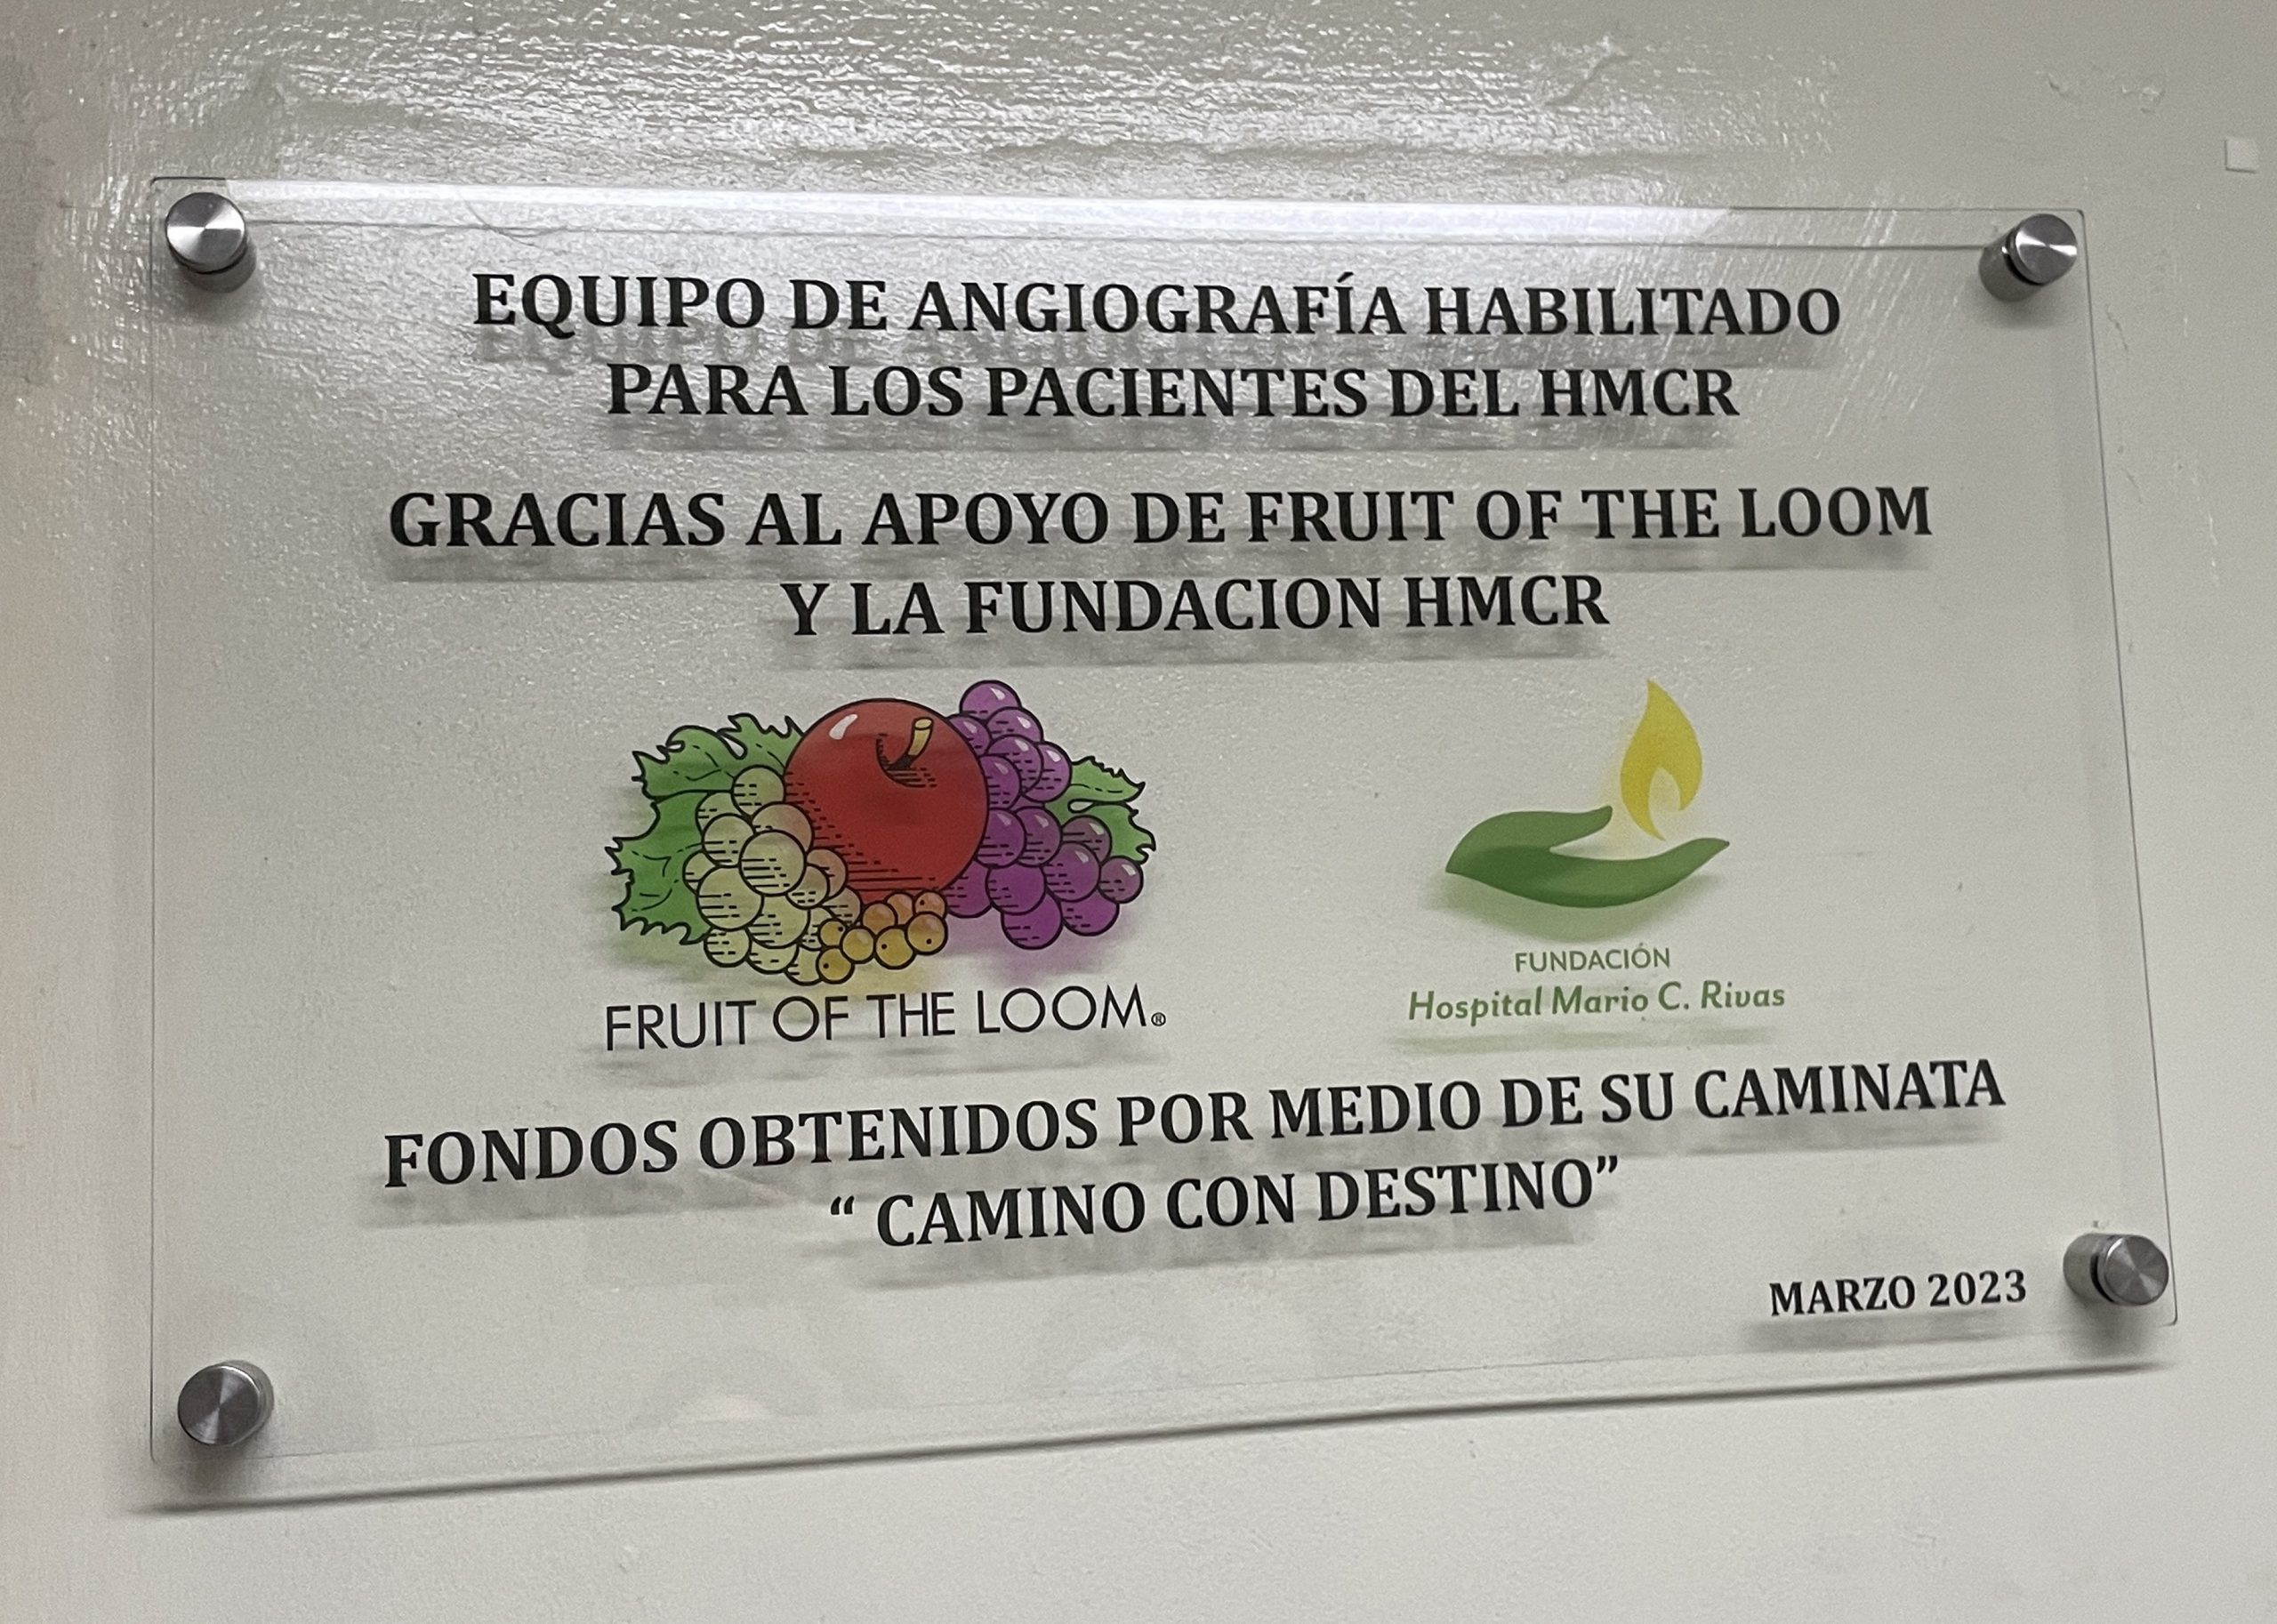 EQUIPO DE ANGIOGRAFÍA HABILITADO
PARA LOS PACIENTES DEL HMCR
GRACIAS AL APOYO DE FRUIT OF THE LOOM
Y LA FUNDACION HMCR
FRUIT OF THE LOOM®
FUNDACIÓN
Hospital Mario C. Rivas
FONDOS OBTENIDOS POR MEDIO DE SU CAMINATA
“ CAMINO CON DESTINO”
MARZO 2023